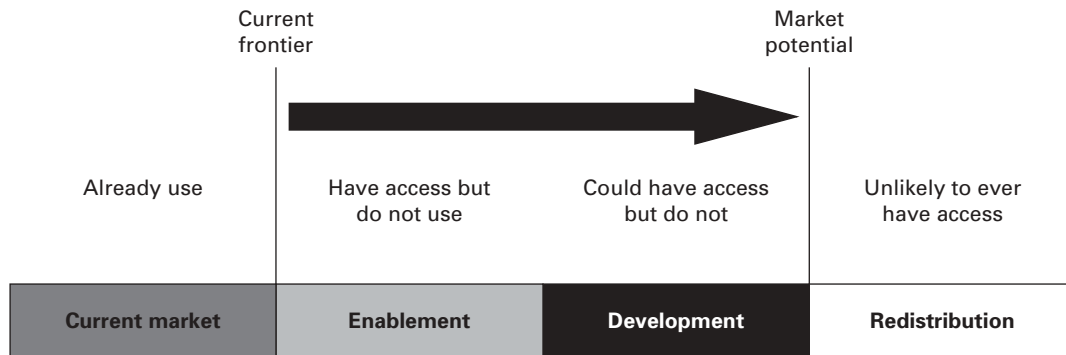 Current
frontier
Market
potential
Already use
Have access but
do not use
Could have access
but do not
Unlikely to ever
have access
Current market
Enablement
Development
Redistribution